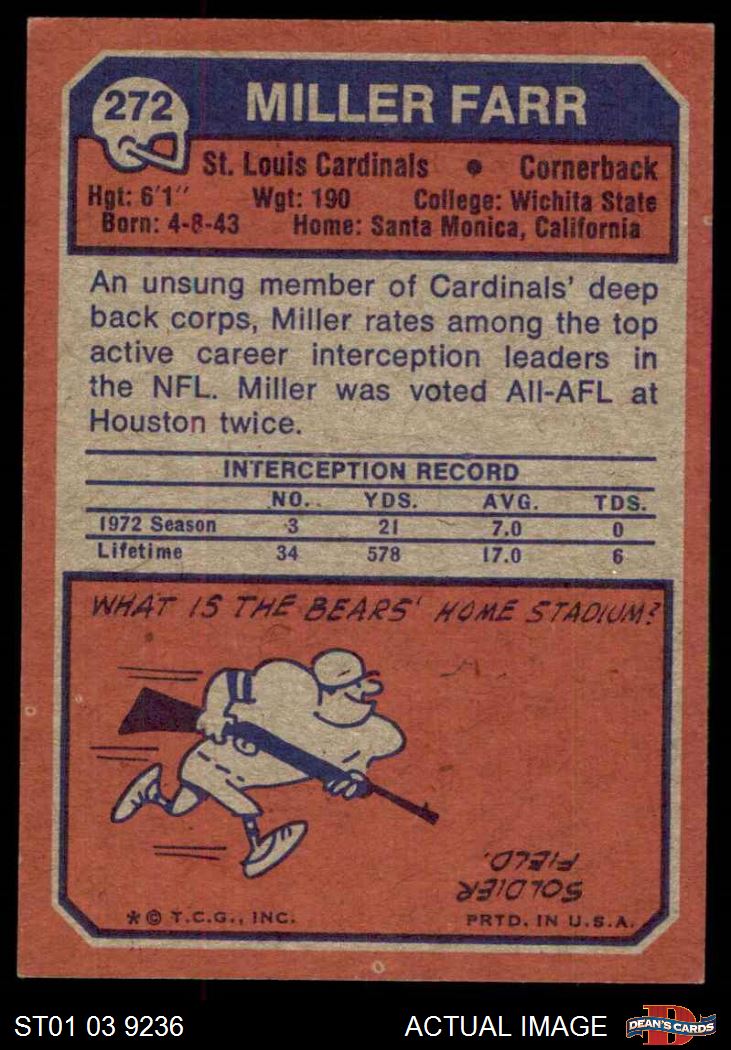 272 MILLER FARR
St. Louis Cardinals • Cornerback
Hgt: 6'1" Wgt: 190 College: Wichita State
Born: 4-8-43 Home: Santa Monica, California
An unsung member of Cardinals' deep
back corps, Miller rates among the top
active career interception leaders in
the NFL. Miller was voted All-AFL at
Houston twice.
INTERCEPTION RECORD
NO. YDS. AVG. TDS.
1972 Season 3 21 7.0 0
Lifetime 34 578 17.0 6
WHAT IS THE BEARS' HOME STADIUM?
SOLDIER
FIELD.
* © T.C.G., INC. PRTD. IN U.S.A.
ST01 03 9236 ACTUAL IMAGE D DEAN'S CARDS